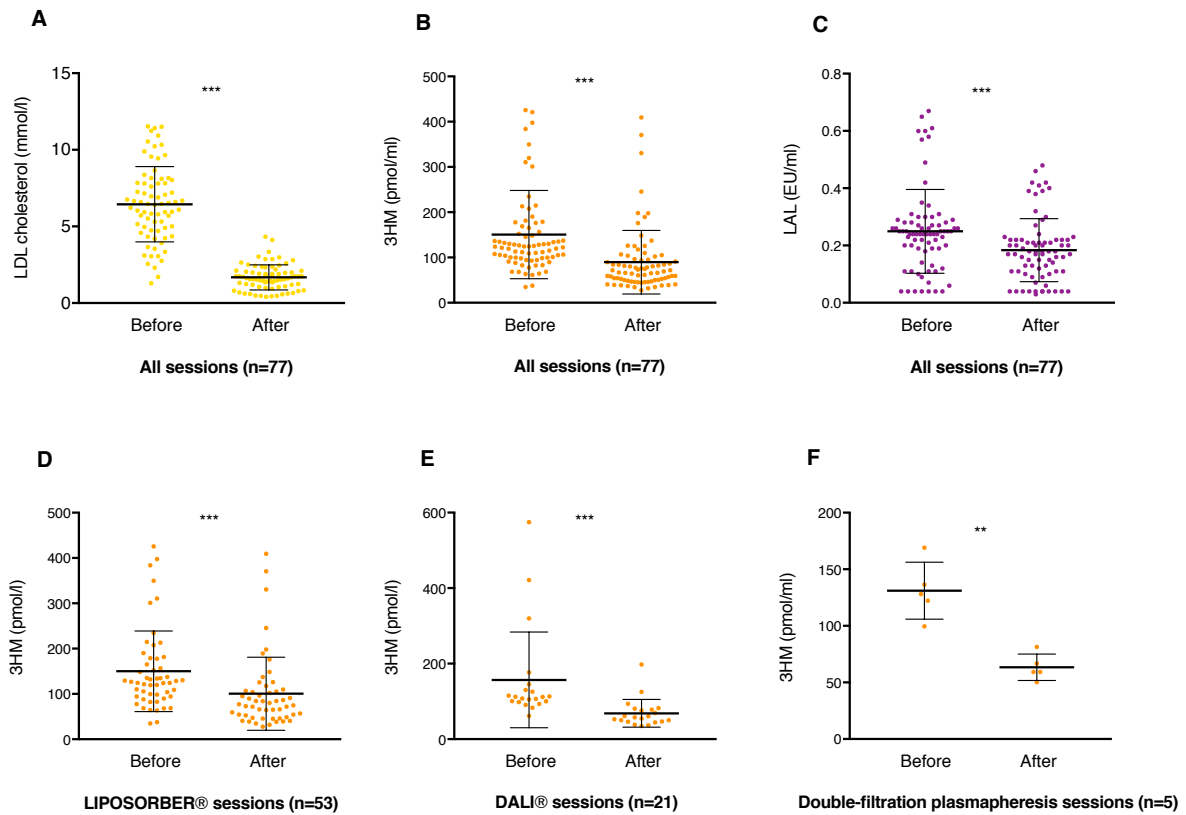 A
LDL cholesterol (mmol/l)
15
10
5
0
***
Before
After
All sessions (n=77)
B
3HM (pmol/ml)
500
400
300
200
100
0
***
Before
After
All sessions (n=77)
C
LAL (EU/ml)
0.8
0.6
0.4
0.2
0.0
***
Before
After
All sessions (n=77)
D
3HM (pmol/l)
500
400
300
200
100
0
***
Before
After
LIPOSORBER® sessions (n=53)
E
3HM (pmol/l)
600
400
200
0
***
Before
After
DALI® sessions (n=21)
F
3HM (pmol/ml)
200
150
100
50
0
**
Before
After
Double-filtration plasmapheresis sessions (n=5)